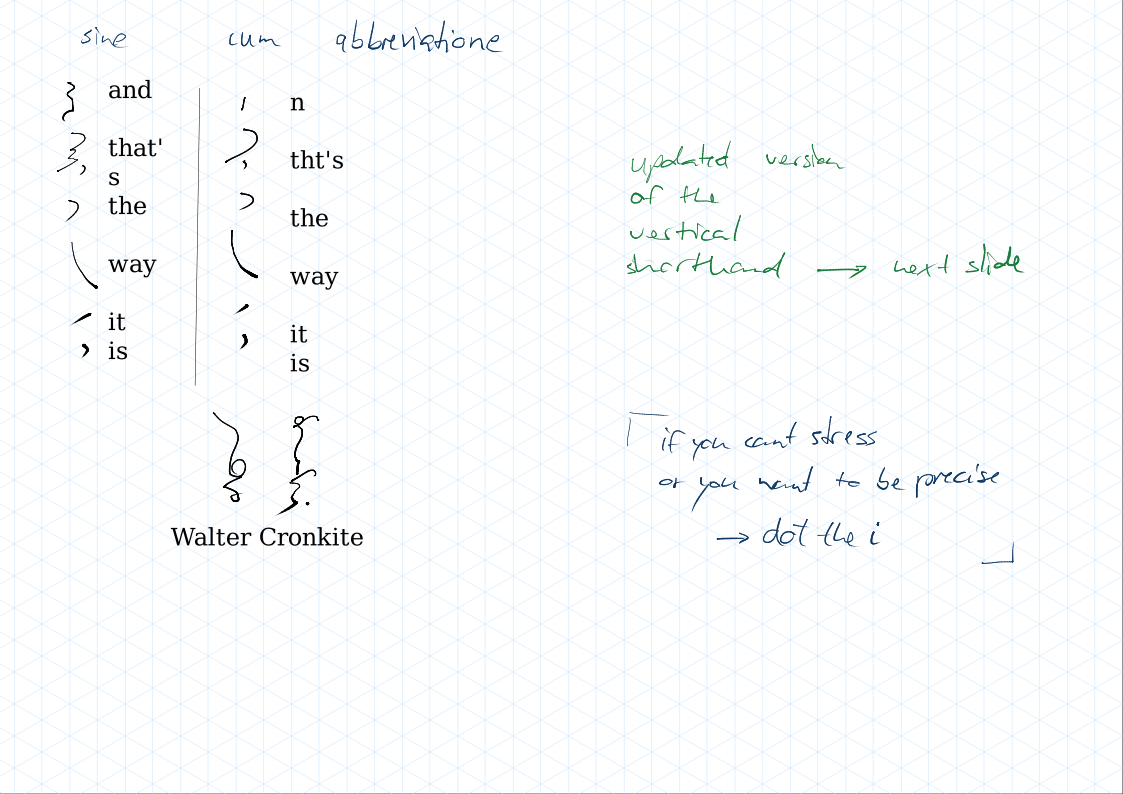 sine cum abbreviatione
and
that'
s
the
way
it
is
n
tht's
the
way
it
is
Walter Cronkite
updated version
of the
vertical
shorthand → next slide
if you cant stress
or you want to be precise
→ dot the i